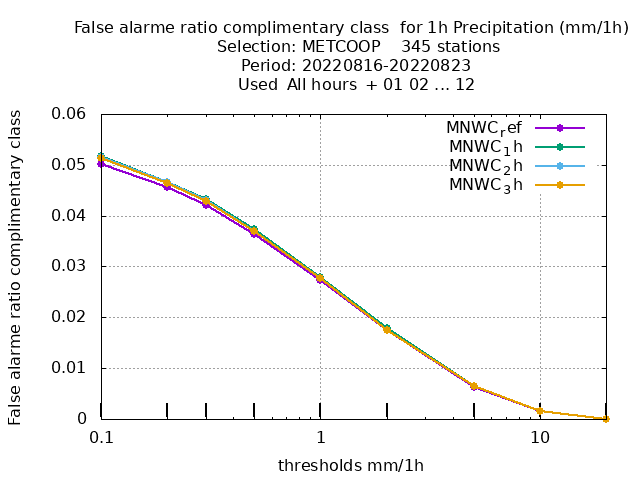 False alarme ratio complimentary class  for 1h Precipitation (mm/1h)
Selection: METCOOP    345 stations
Period: 20220816-20220823
Used  All hours  + 01 02 ... 12
False alarme ratio complimentary class
0.06
0.05
0.04
0.03
0.02
0.01
0
MNWC_ref
MNWC_1h
MNWC_2h
MNWC_3h
0.1
1
10
thresholds mm/1h